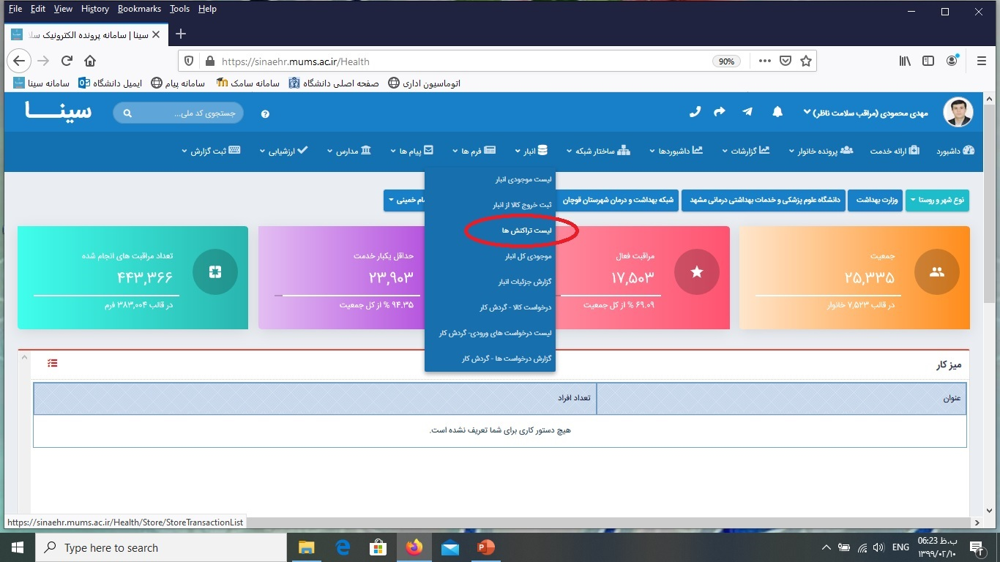 File Edit View History Bookmarks Tools Help
سینا | سامانه پرونده الکترونیک سلا
https://sinaehr.mums.ac.ir/Health
90%
سامانه سینا ایمیل دانشگاه سامانه پیام سامانه سامک صفحه اصلی دانشگاه اتوماسیون اداری
مهدی محمودی (مراقب سلامت ناظر)
جستجوی کد ملی...
سینا
داشبورد ارائه خدمت پرونده خانوار گزارشات داشبوردها ساختار شبکه انبار فرم ها پیام ها مدارس ارزشیابی ثبت گزارش
لیست موجودی انبار
ثبت خروج کالا از انبار
لیست تراکنش ها
موجودی کل انبار
گزارش جزئیات انبار
درخواست کالا - گردش کار
لیست درخواست های ورودی- گردش کار
گزارش درخواست ها - گردش کار
نوع شهر و روستا وزارت بهداشت دانشگاه علوم پزشکی و خدمات بهداشتی درمانی مشهد شبکه بهداشت و درمان شهرستان قوچان مام خمینی
جمعیت
۲۵,۳۳۵
در قالب ۷,۵۲۳ خانوار
مراقبت فعال
۱۷,۵۰۳
۶۹.۰۹ % از کل جمعیت
حداقل یکبار خدمت
۲۳,۹۰۳
۹۴.۳۵ % از کل جمعیت
تعداد مراقبت های انجام شده
۴۴۳,۳۶۶
در قالب ۳۸۳,۰۰۴ فرم
میز کار
عنوان تعداد افراد
هیچ دستور کاری برای شما تعریف نشده است.
https://sinaehr.mums.ac.ir/Health/Store/StoreTransactionList
Type here to search
ENG
06:23 ب.ظ
۱۳۹۹/۰۲/۱۰
۲